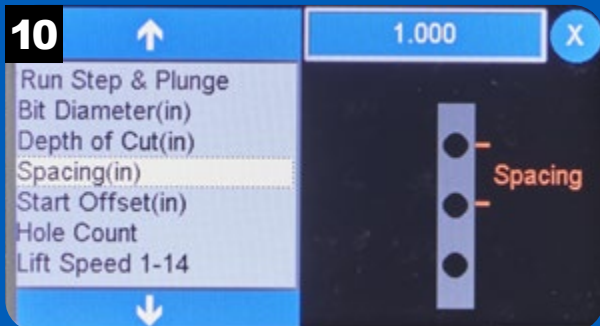 10
1.000
X
Run Step & Plunge
Bit Diameter(in)
Depth of Cut(in)
Spacing(in)
Start Offset(in)
Hole Count
Lift Speed 1-14
Spacing